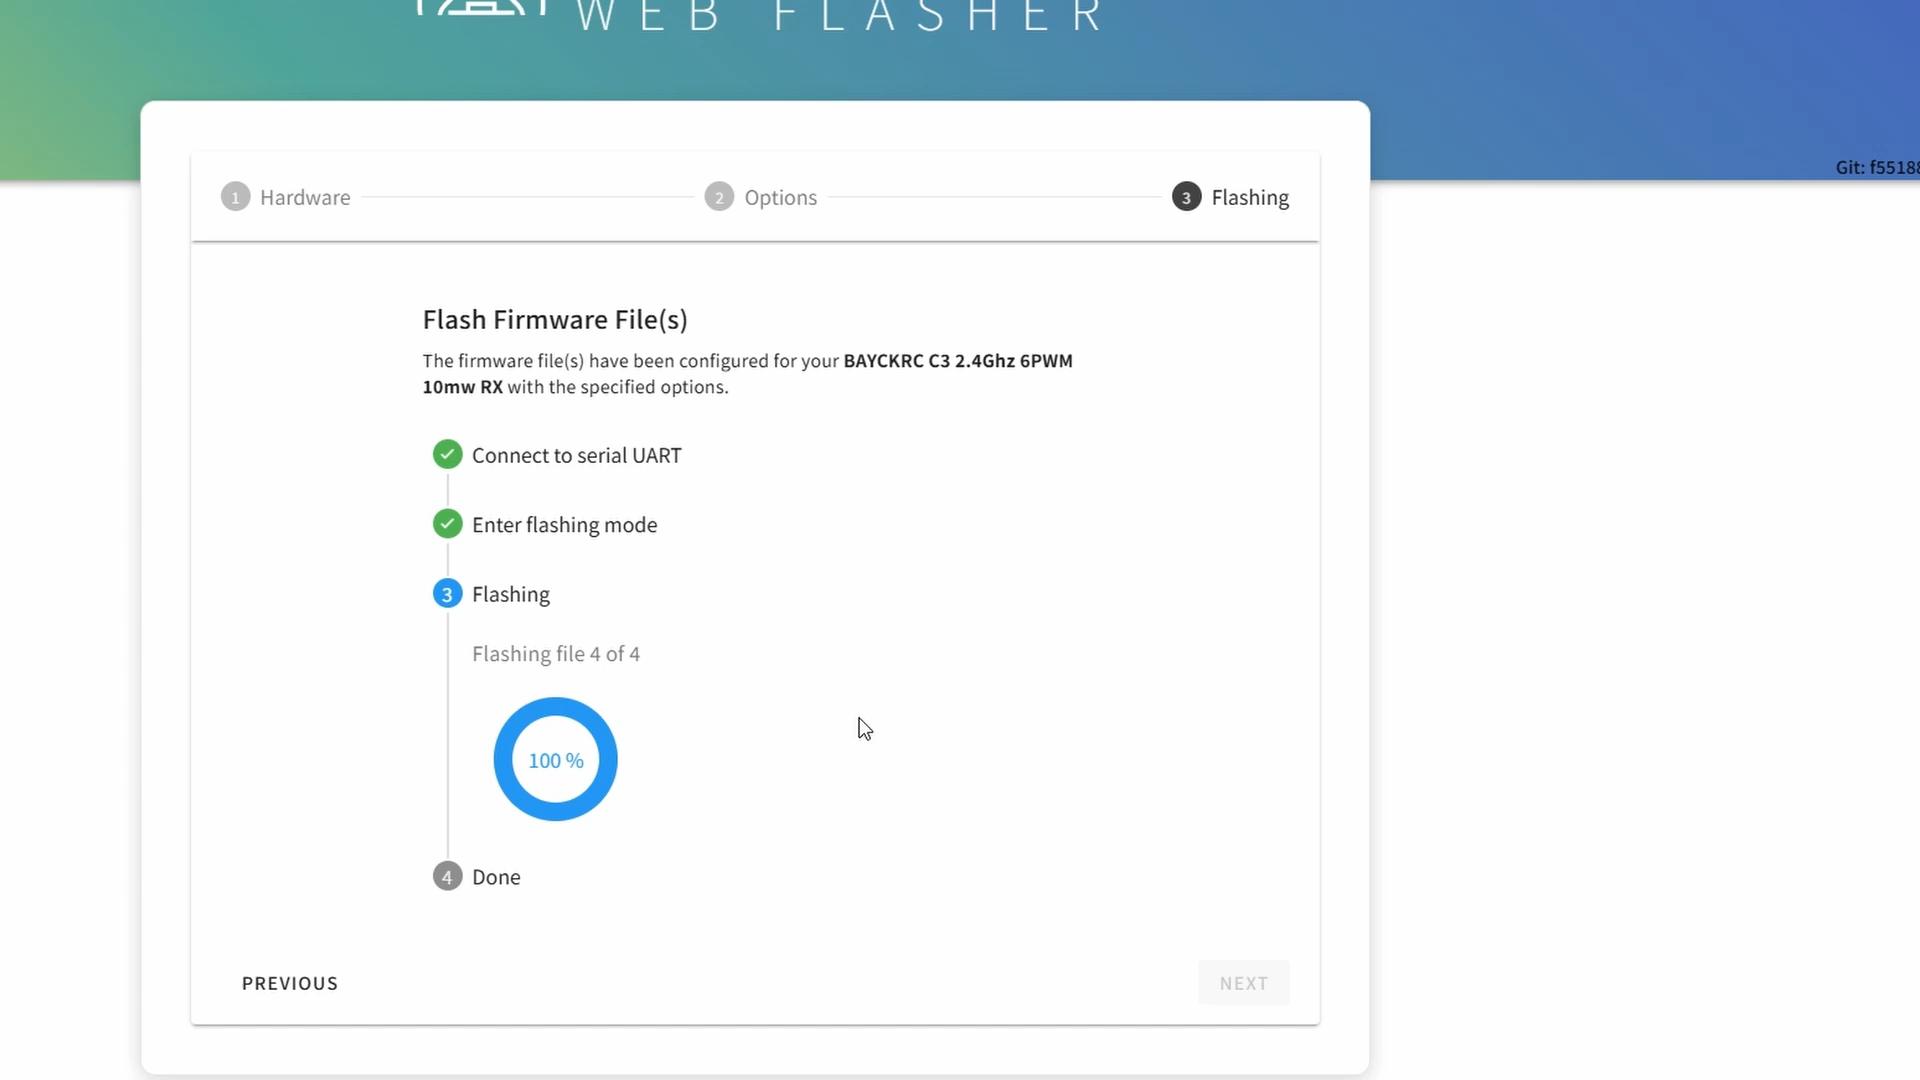 WEB FLASHER
Git: f5518
1 Hardware
2 Options
3 Flashing
Flash Firmware File(s)
The firmware file(s) have been configured for your BAYCKRC C3 2.4Ghz 6PWM
10mw RX with the specified options.
Connect to serial UART
Enter flashing mode
3 Flashing
Flashing file 4 of 4
100 %
4 Done
PREVIOUS
NEXT